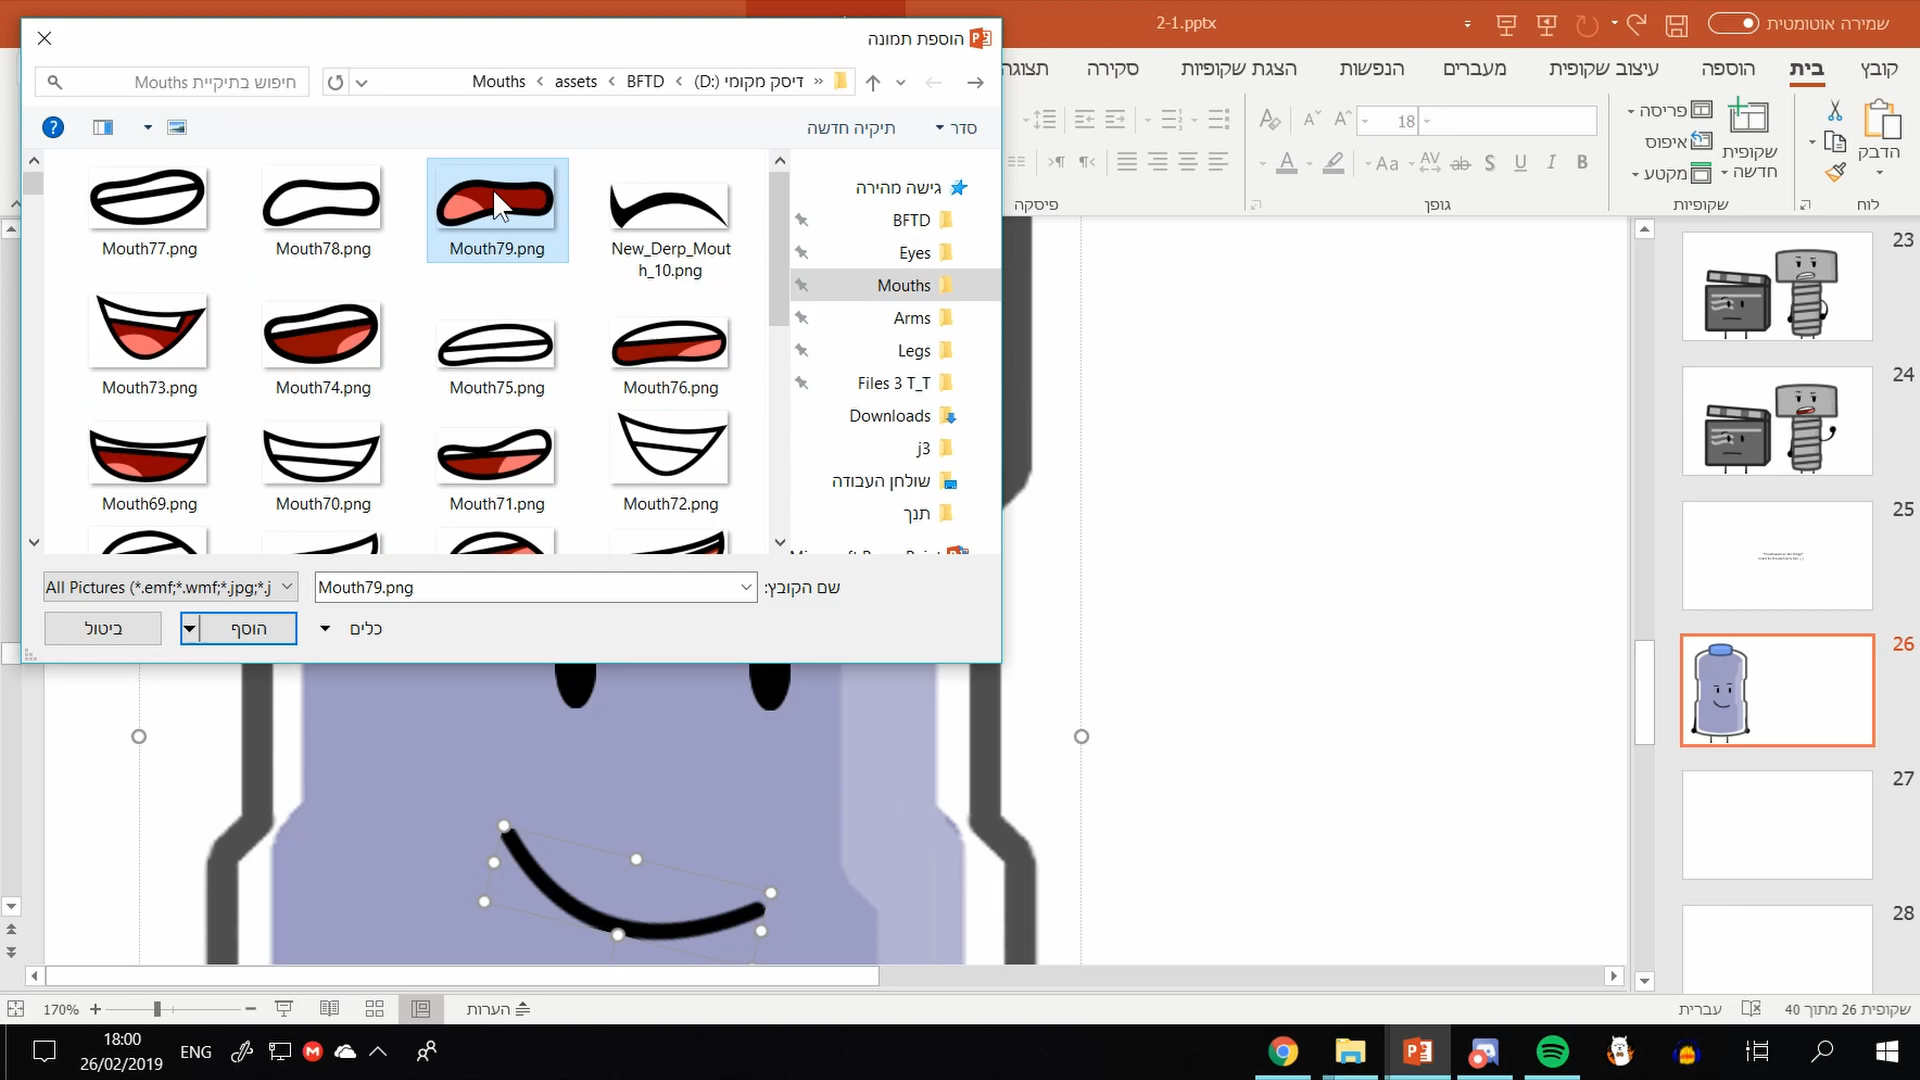 שמירה אוטומטית
2-1.pptx
הוספת תמונה
קובץ
בית
הוספה
עיצוב שקופית
מעברים
הנפשות
הצגת שקופיות
סקירה
תצוגה
דיסק מקומי (D:) BFTD assets Mouths
חיפוש בתיקיית Mouths
סדר
תיקיה חדשה
הדבק
לוח
שקופית
חדשה
פריסה
איפוס
מקטע
שקופיות
18
גופן
פיסקה
Mouth77.png
Mouth78.png
Mouth79.png
New_Derp_Mout
h_10.png
Mouth73.png
Mouth74.png
Mouth75.png
Mouth76.png
Mouth69.png
Mouth70.png
Mouth71.png
Mouth72.png
גישה מהירה
BFTD
Eyes
Mouths
Arms
Legs
Files 3 T_T
Downloads
j3
שולחן העבודה
תנך
שם הקובץ:
Mouth79.png
All Pictures (*.emf;*.wmf;*.jpg;*.j
כלים
הוסף
ביטול
23
24
25
26
27
28
שקופית 26 מתוך 40
עברית
הערות
170%
ENG
18:00
26/02/2019